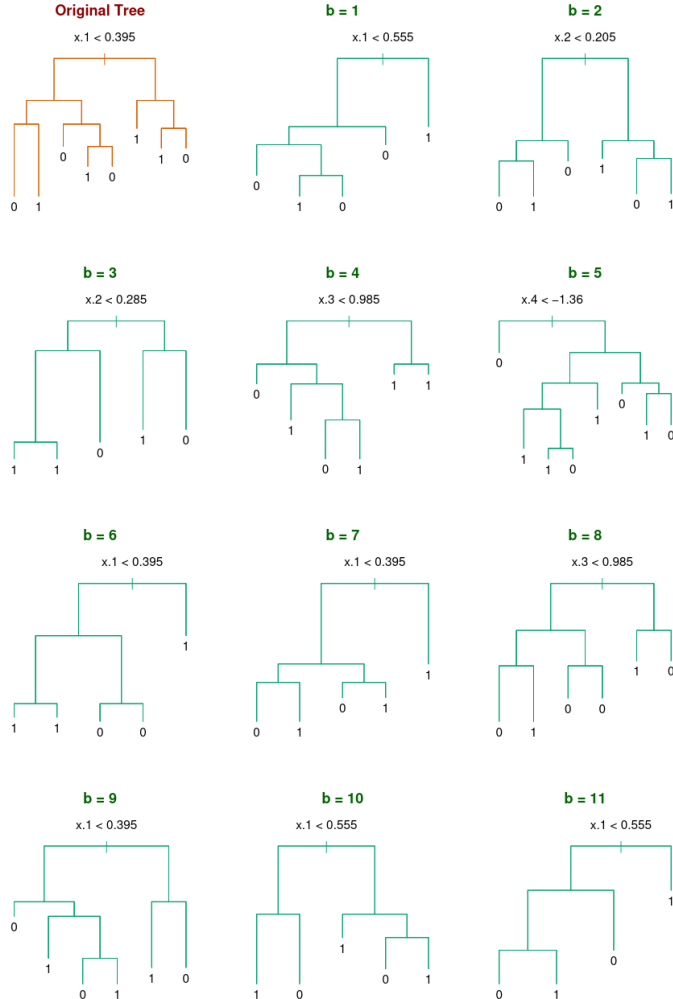 Original Tree
b = 1
b = 2
x.1 < 0.395
x.1 < 0.555
x.2 < 0.205
0 1 0 1 0 1 1 0
0 1 0 0 1
0 1 0 1 0 1
b = 3
b = 4
b = 5
x.2 < 0.285
x.3 < 0.985
x.4 < −1.36
1 1 0 1 0
0 1 0 1 1 1
0 1 1 0 1 0 1 0
b = 6
b = 7
b = 8
x.1 < 0.395
x.1 < 0.395
x.3 < 0.985
1 1 0 0 1
0 1 0 1 1
0 1 0 0 1 0
b = 9
b = 10
b = 11
x.1 < 0.395
x.1 < 0.555
x.1 < 0.555
0 1 0 1 1 0
1 0 1 0 1
0 1 0 1